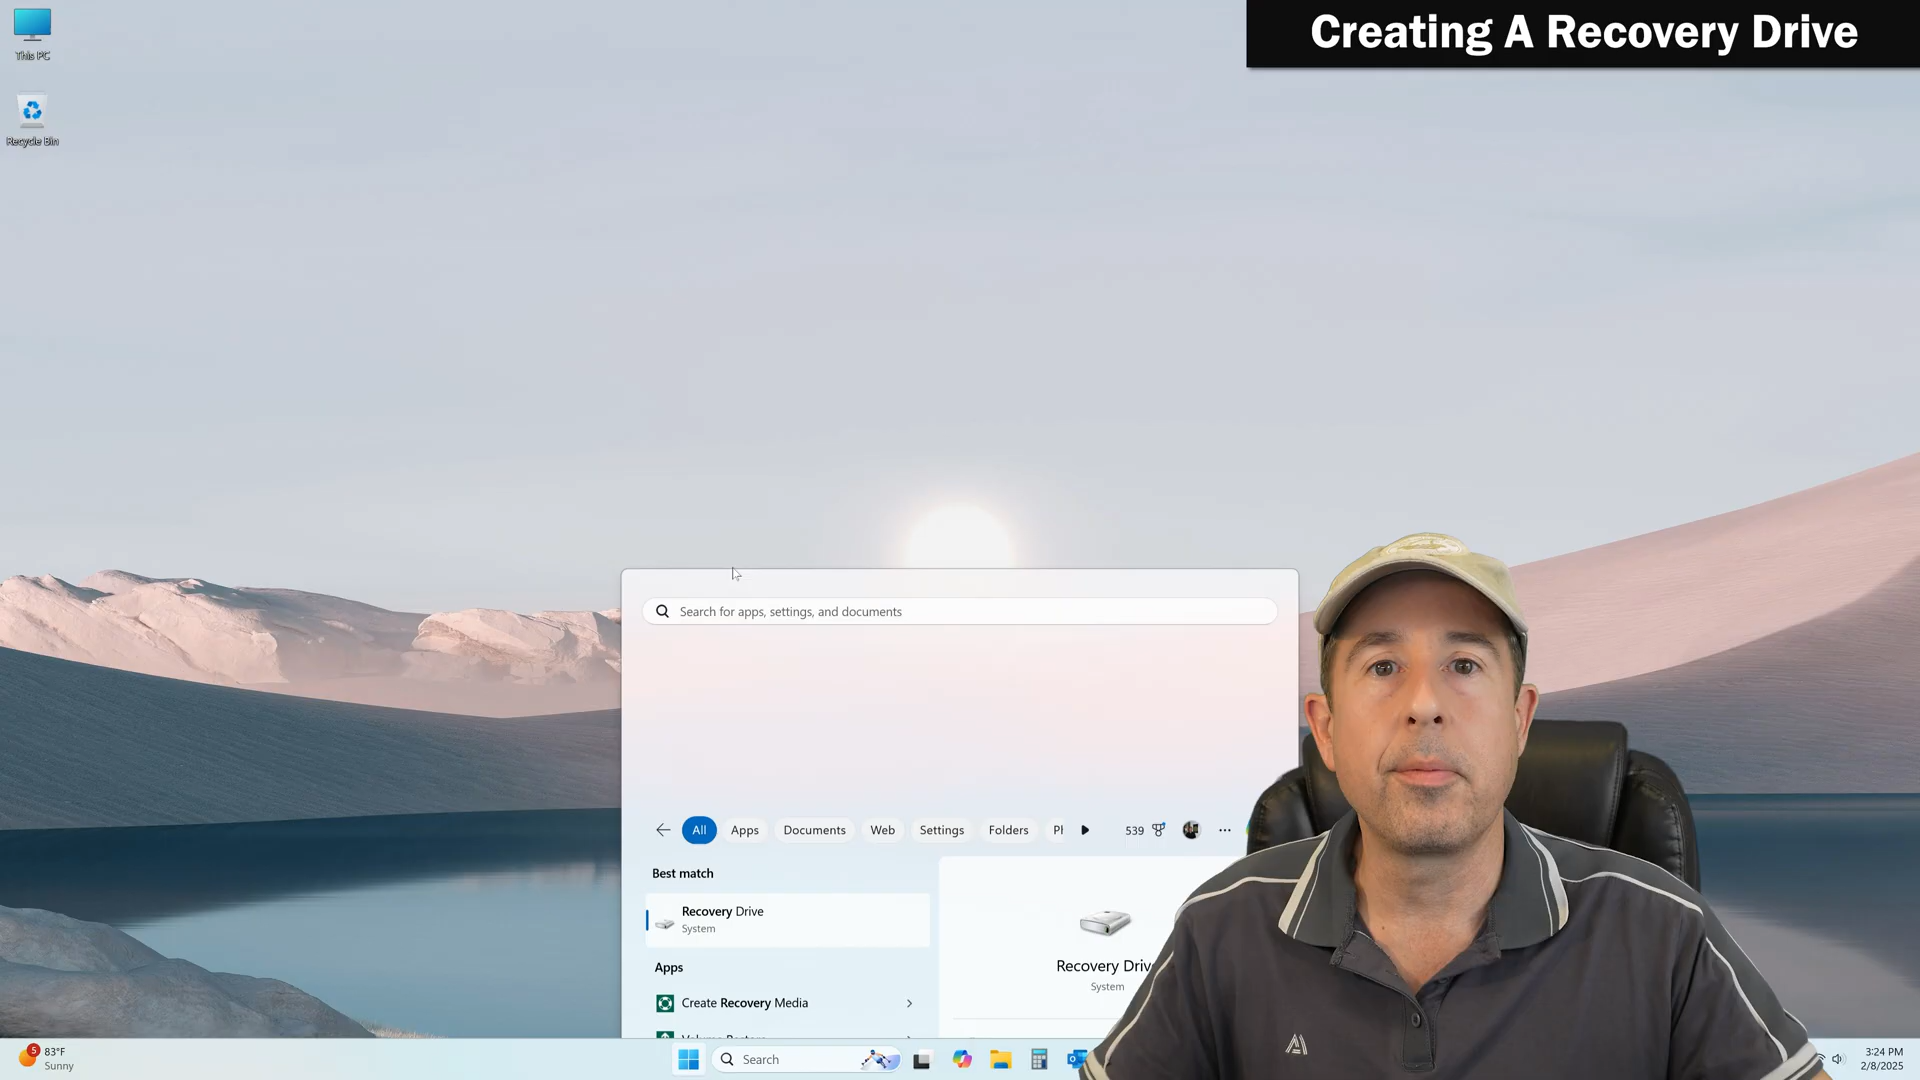 Creating A Recovery Drive
This PC
Recycle Bin
Search for apps, settings, and documents
All
Apps
Documents
Web
Settings
Folders
539
Best match
Recovery Drive
System
Apps
Create Recovery Media
Recovery Driv
System
5
83°F
Sunny
Search
3:24 PM
2/8/2025